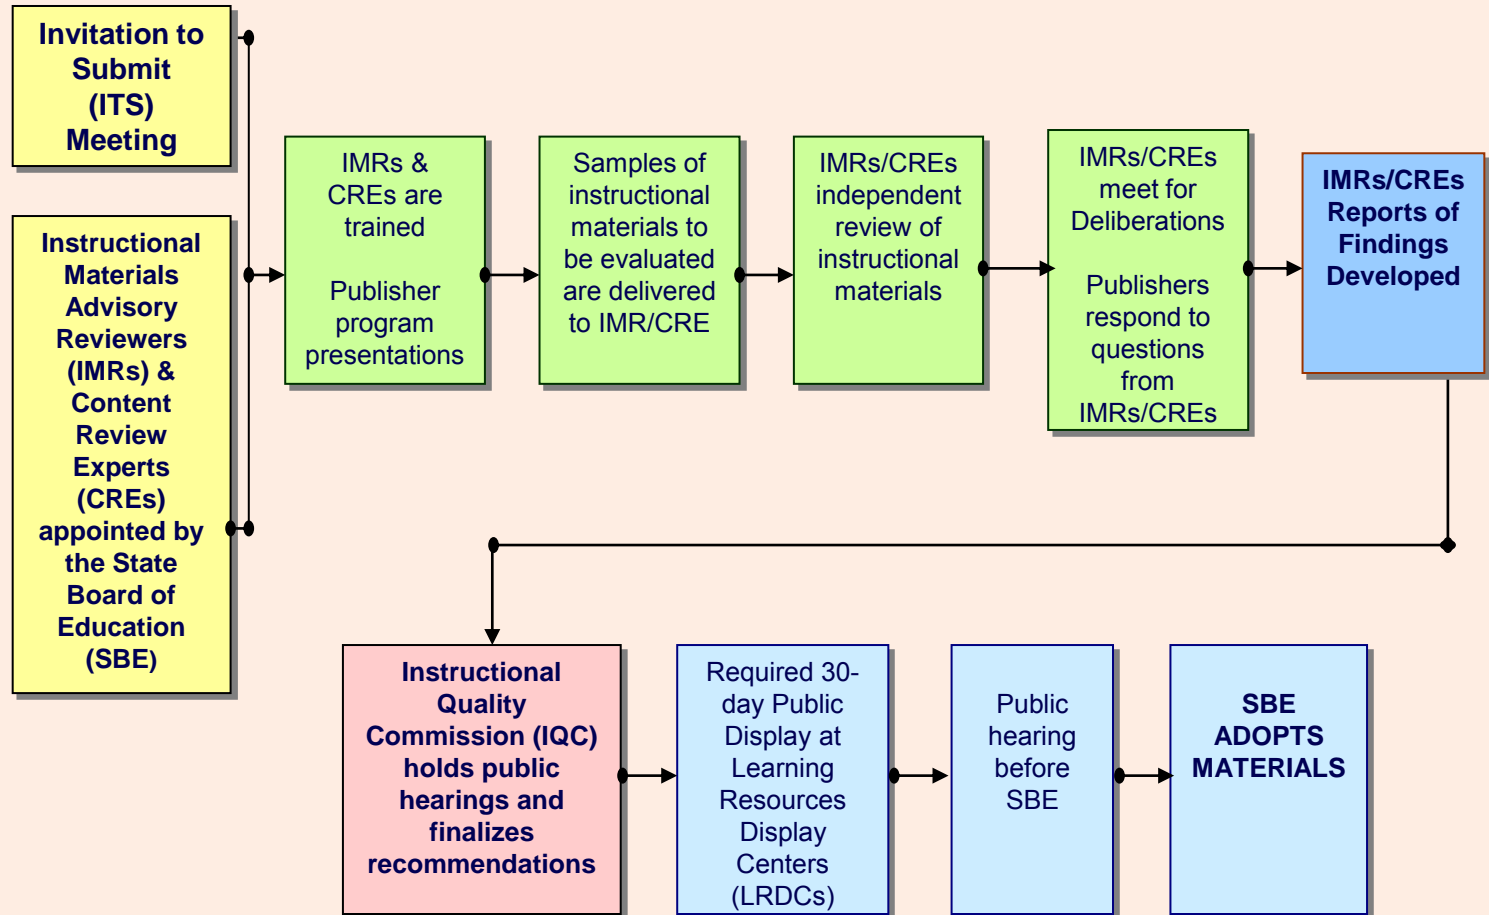 Invitation to
Submit
(ITS)
Meeting
Instructional
Materials
Advisory
Reviewers
(IMRs) &
Content
Review
Experts
(CREs)
appointed by
the State
Board of
Education
(SBE)
IMRs &
CREs are
trained
Publisher
program
presentations
Samples of
instructional
materials to
be evaluated
are delivered
to IMR/CRE
IMRs/CREs
independent
review of
instructional
materials
IMRs/CREs
meet for
Deliberations
Publishers
respond to
questions
from
IMRs/CREs
IMRs/CREs
Reports of
Findings
Developed
Instructional
Quality
Commission (IQC)
holds public
hearings and
finalizes
recommendations
Required 30-
day Public
Display at
Learning
Resources
Display
Centers
(LRDCs)
Public
hearing
before
SBE
SBE
ADOPTS
MATERIALS